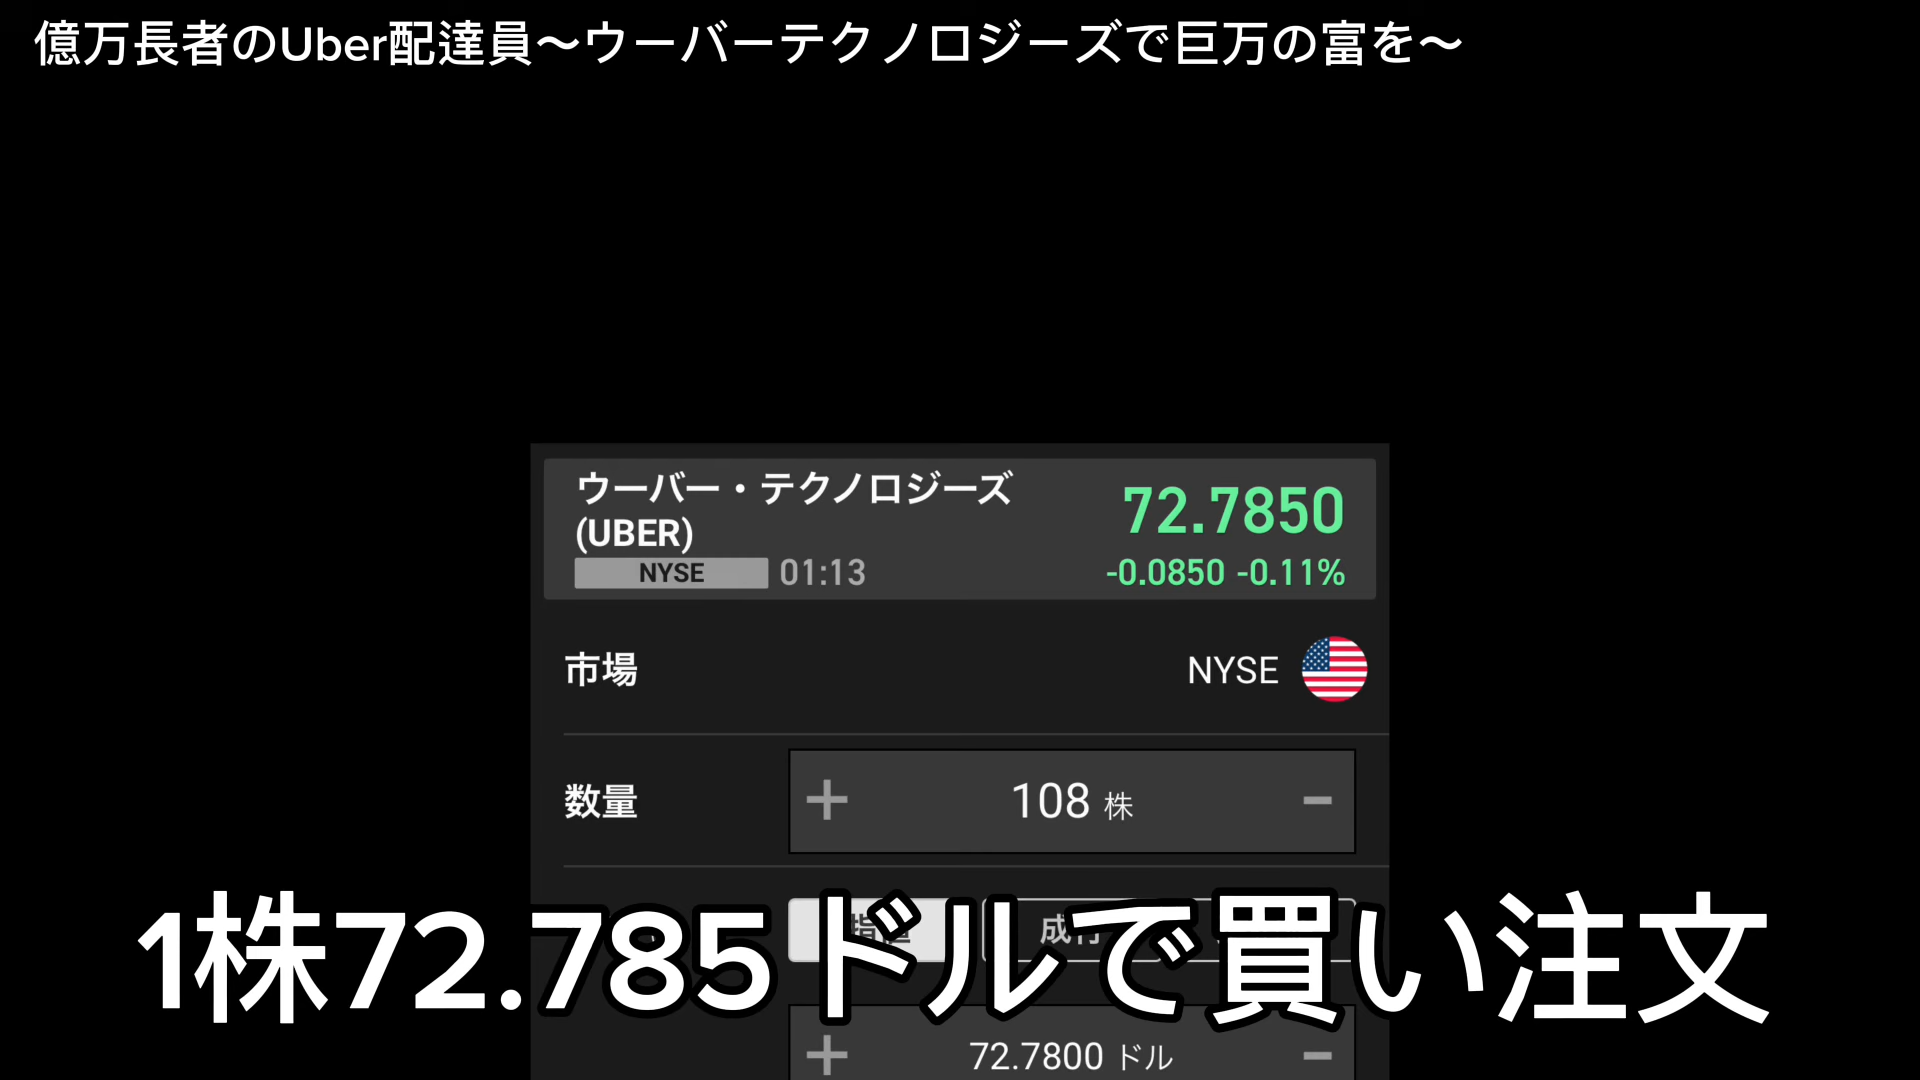 億万長者のUber配達員～ウーバーテクノロジーズで巨万の富を～
ウーバー・テクノロジーズ
(UBER)
72.7850
NYSE 01:13
-0.0850 -0.11%
市場
NYSE
数量
108 株
指値
成行
1株72.785ドルで買い注文
72.7800 ドル